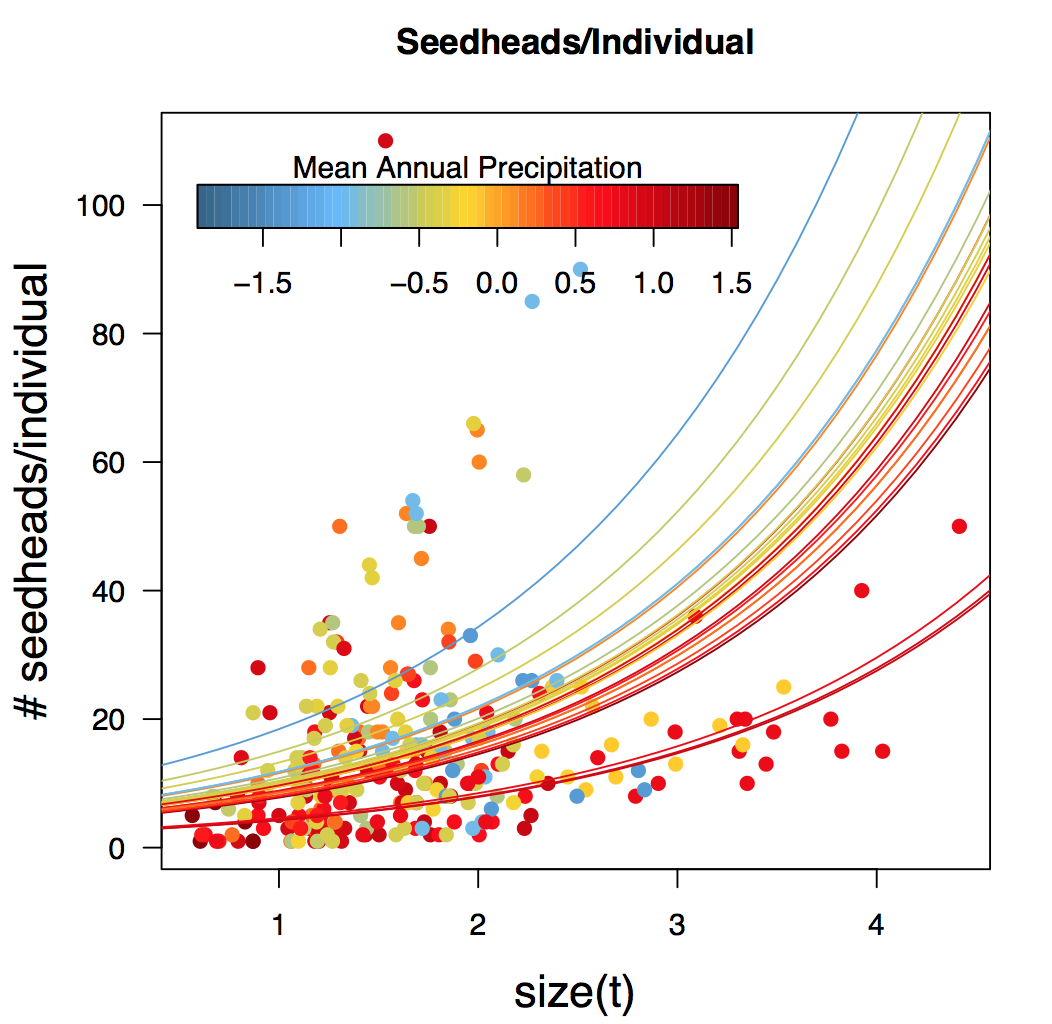 Seedheads/Individual
Mean Annual Precipitation
−1.5 −0.5 0.0 0.5 1.0 1.5
# seedheads/individual
100
80
60
40
20
0
1 2 3 4
size(t)